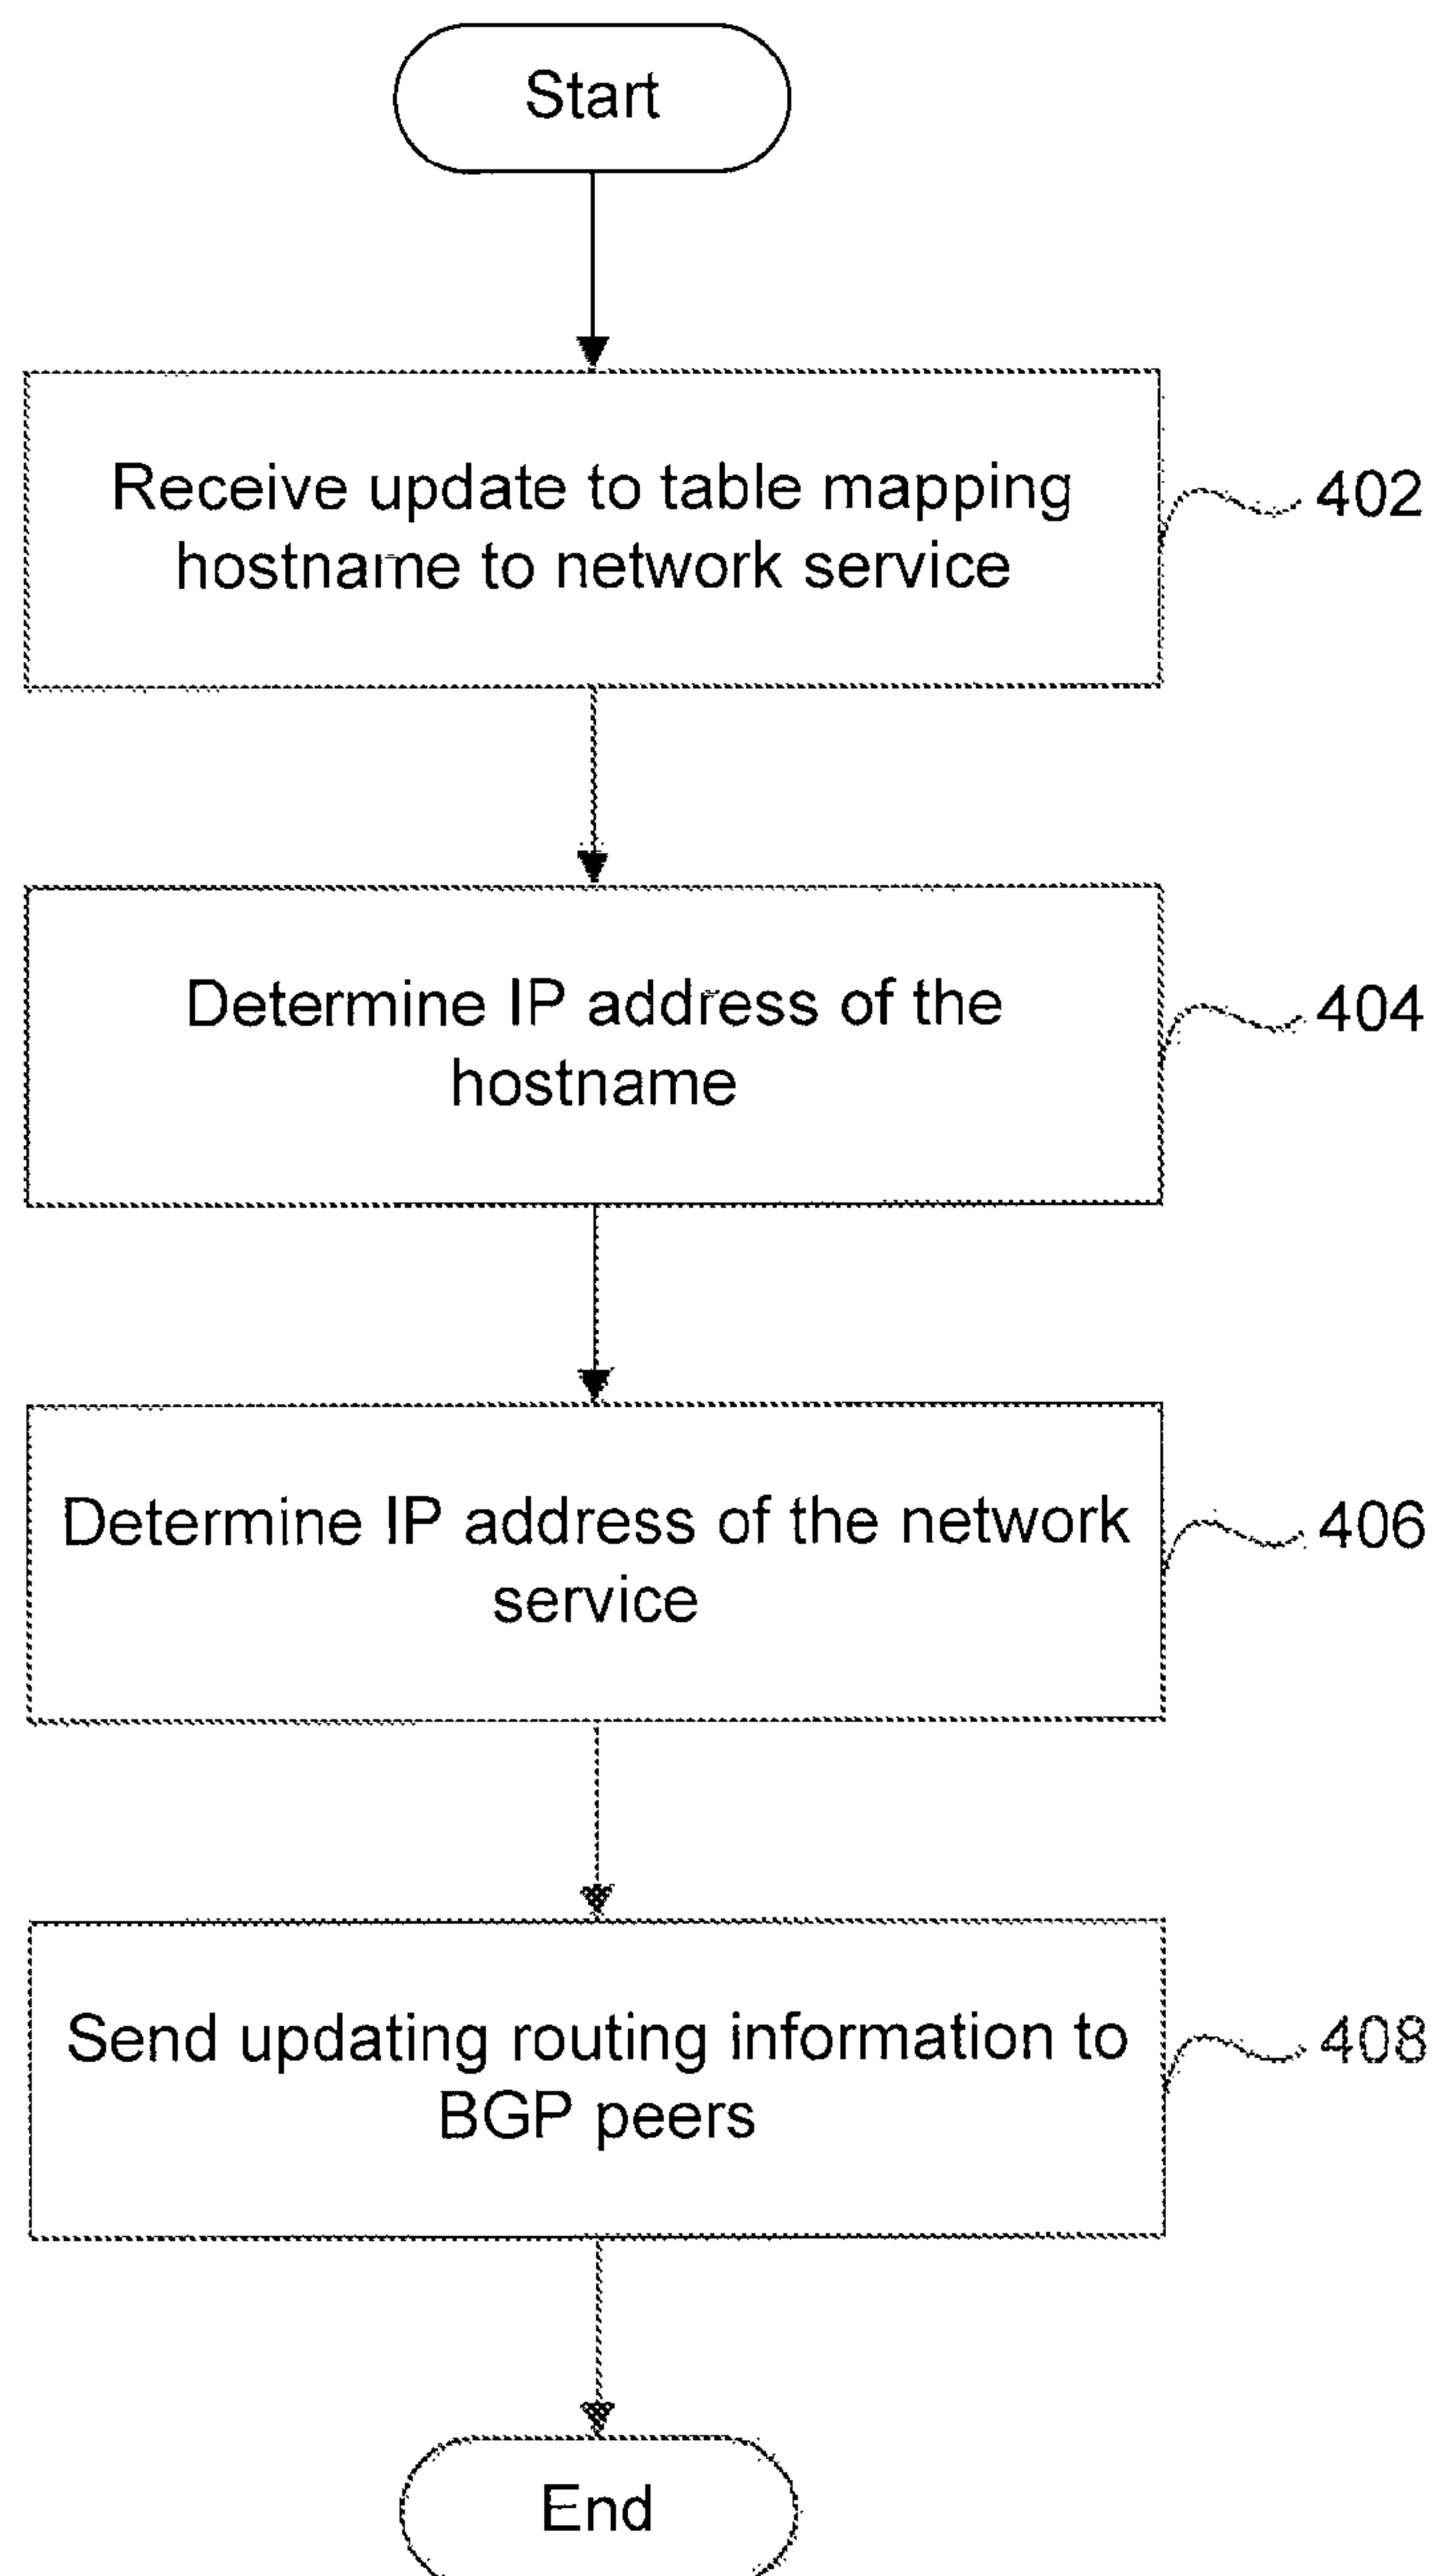 Start
Receive update to table mapping
hostname to network service
402
Determine IP address of the
hostname
404
Determine IP address of the network
service
406
Send updating routing information to
BGP peers
408
End